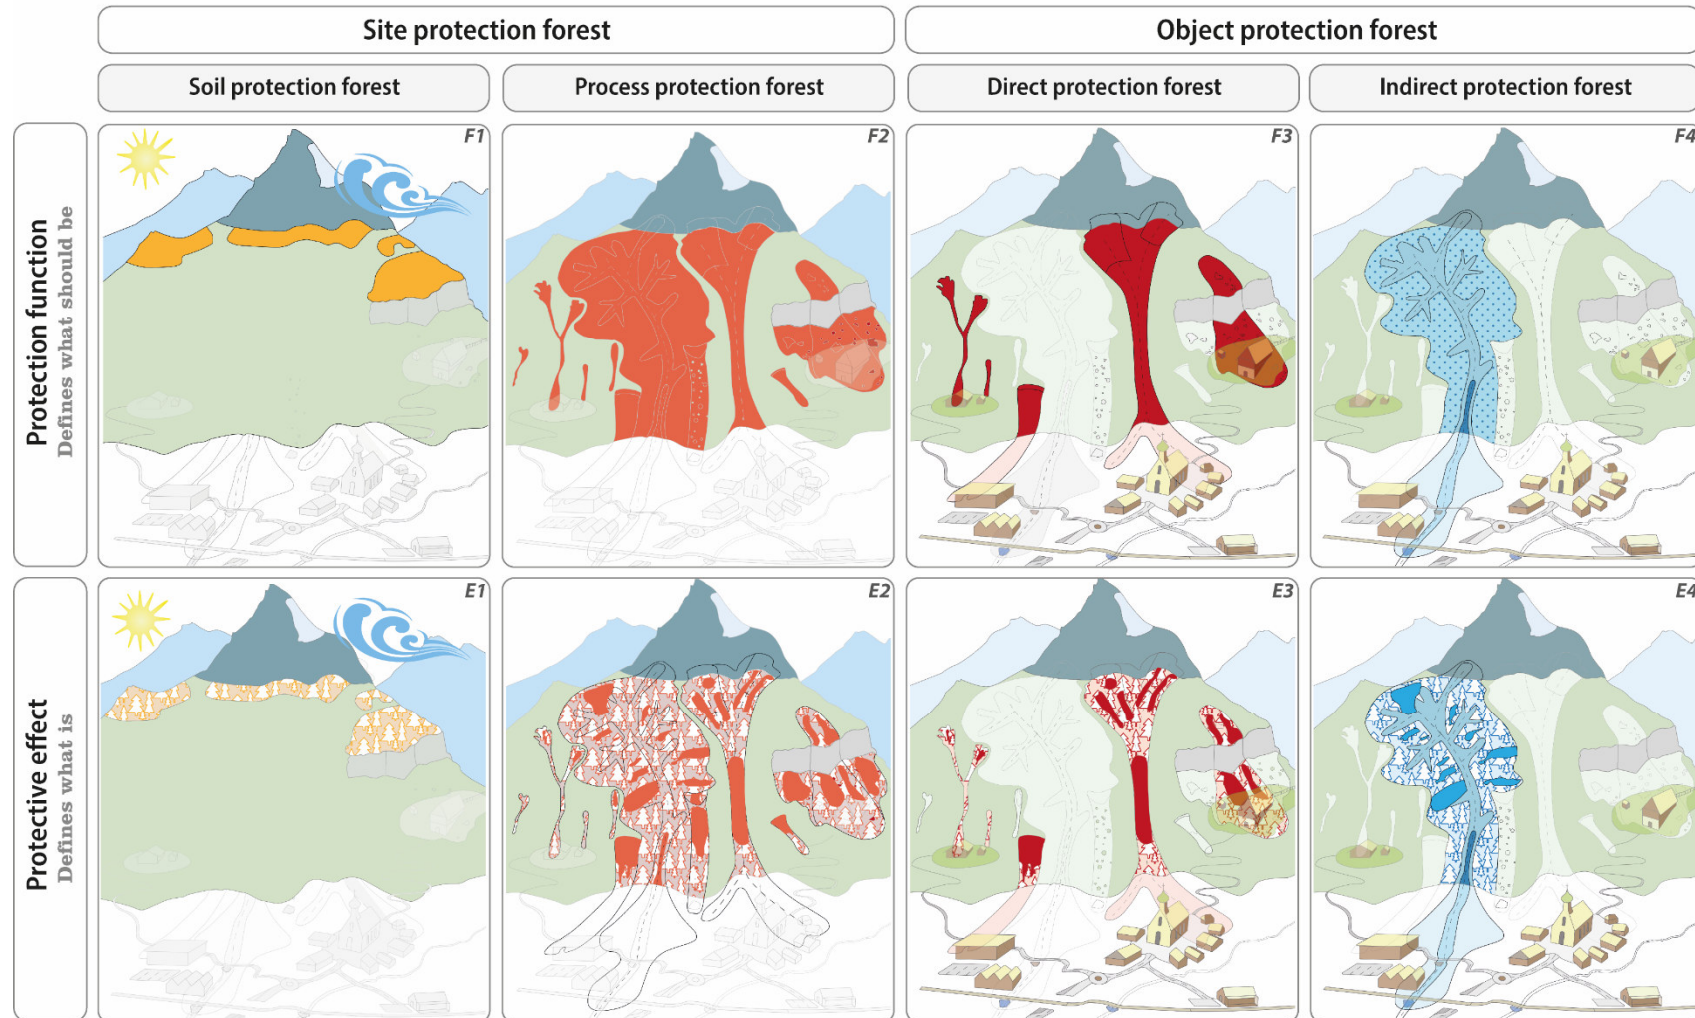 Site protection forest
Object protection forest
Soil protection forest
Process protection forest
Direct protection forest
Indirect protection forest
Protection function
Defines what should be
F1
F2
F3
F4
Protective effect
Defines what is
E1
E2
E3
E4